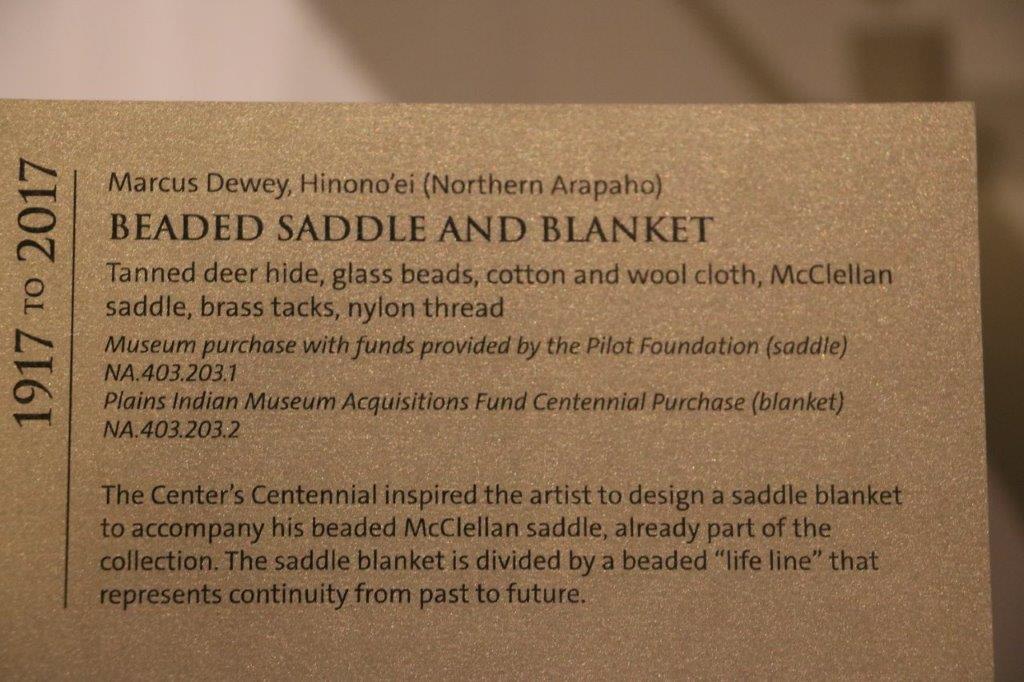 1917 TO 2017
Marcus Dewey, Hinono’ei (Northern Arapaho)
BEADED SADDLE AND BLANKET
Tanned deer hide, glass beads, cotton and wool cloth, McClellan
saddle, brass tacks, nylon thread
Museum purchase with funds provided by the Pilot Foundation (saddle)
NA.403.203.1
Plains Indian Museum Acquisitions Fund Centennial Purchase (blanket)
NA.403.203.2
The Center’s Centennial inspired the artist to design a saddle blanket
to accompany his beaded McClellan saddle, already part of the
collection. The saddle blanket is divided by a beaded “life line” that
represents continuity from past to future.